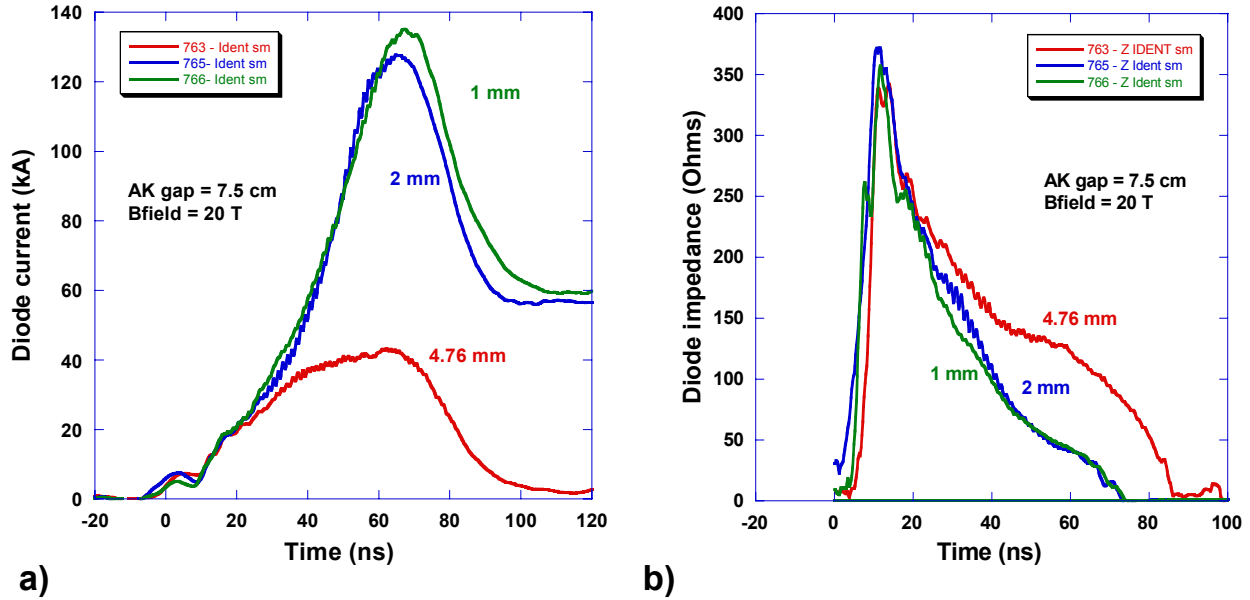 763 - Ident sm
765- Ident sm
766- Ident sm
1 mm
2 mm
AK gap = 7.5 cm
Bfield = 20 T
4.76 mm
Diode current (kA)
140
120
100
80
60
40
20
0
-20 0 20 40 60 80 100 120
Time (ns)
a)
763 - Z IDENT sm
765 - Z Ident sm
766 - Z Ident sm
AK gap = 7.5 cm
Bfield = 20 T
4.76 mm
1 mm
2 mm
Diode impedance (Ohms)
400
350
300
250
200
150
100
50
0
-20 0 20 40 60 80 100
Time (ns)
b)